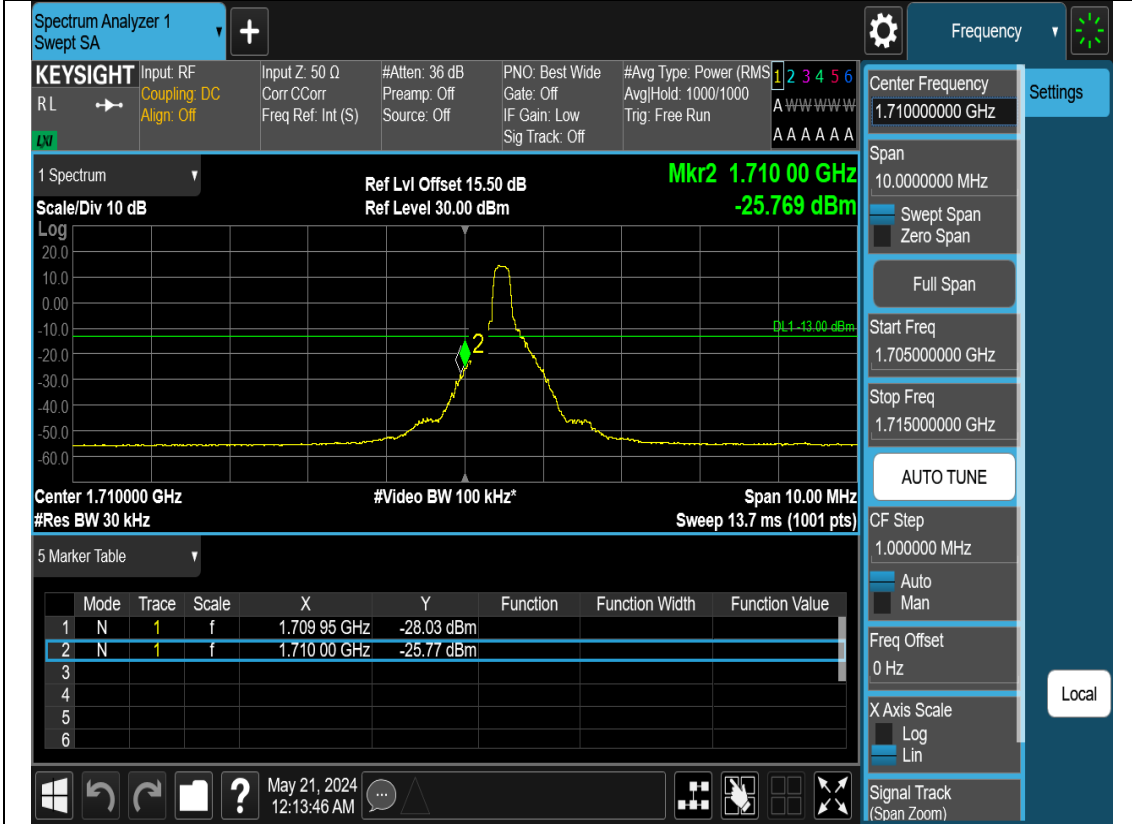 Spectrum Analyzer 1
Swept SA
Frequency
KEYSIGHT
RL
LXI
Input: RF
Coupling: DC
Align: Off
Input Z: 50 Ω
Corr CCorr
Freq Ref: Int (S)
#Atten: 36 dB
Preamp: Off
Source: Off
PNO: Best Wide
Gate: Off
IF Gain: Low
Sig Track: Off
#Avg Type: Power (RMS
Avg|Hold: 1000/1000
Trig: Free Run
1 2 3 4 5 6
A W W W W W
A A A A A A
1 Spectrum
Scale/Div 10 dB
Ref Lvl Offset 15.50 dB
Ref Level 30.00 dBm
Mkr2 1.710 00 GHz
-25.769 dBm
Log
20.0
10.0
0.00
-10.0
-20.0
-30.0
-40.0
-50.0
-60.0
DL1 -13.00 dBm
2
Center 1.710000 GHz
#Video BW 100 kHz*
Span 10.00 MHz
#Res BW 30 kHz
Sweep 13.7 ms (1001 pts)
5 Marker Table
Mode Trace Scale X Y Function Function Width Function Value
1 N 1 f 1.709 95 GHz -28.03 dBm
2 N 1 f 1.710 00 GHz -25.77 dBm
3
4
5
6
?
May 21, 2024
12:13:46 AM
Center Frequency
1.710000000 GHz
Settings
Span
10.0000000 MHz
Swept Span
Zero Span
Full Span
Start Freq
1.705000000 GHz
Stop Freq
1.715000000 GHz
AUTO TUNE
CF Step
1.000000 MHz
Auto
Man
Freq Offset
0 Hz
X Axis Scale
Log
Lin
Local
Signal Track
(Span Zoom)